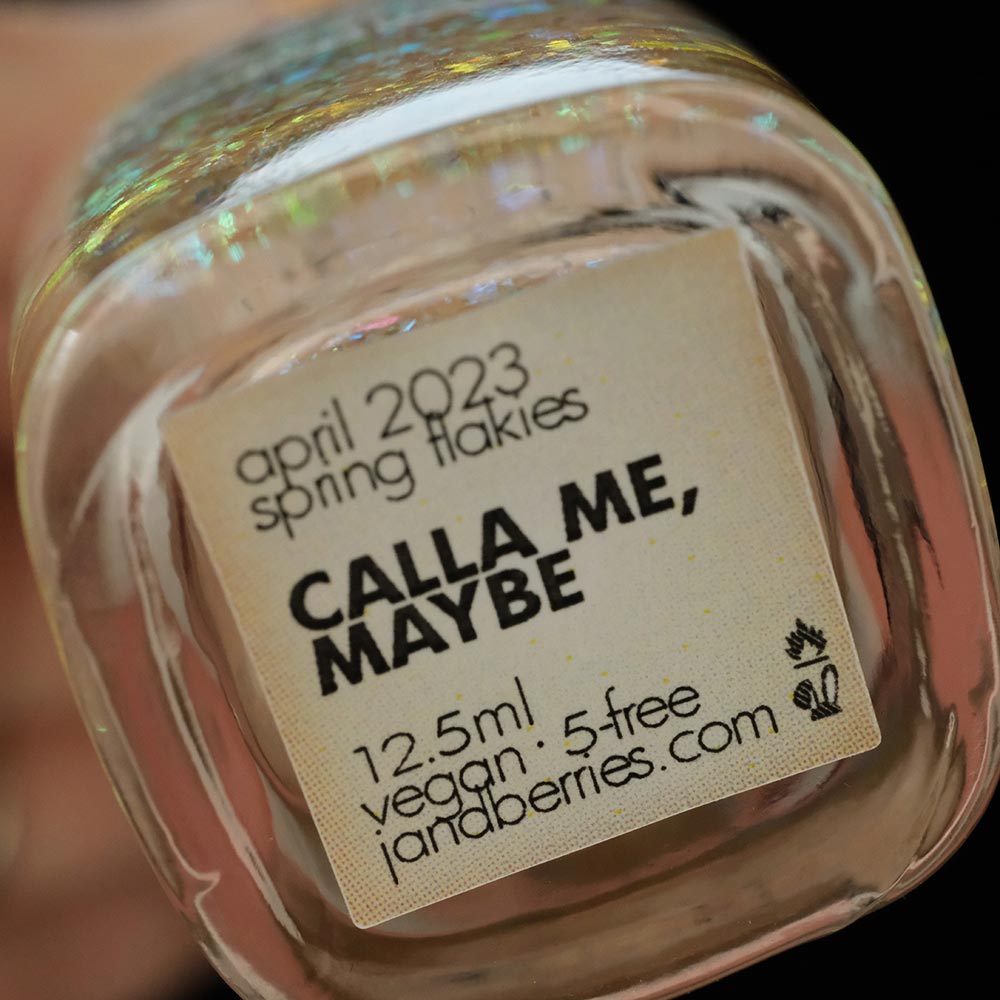 april 2023
spring flakies
CALLA ME,
MAYBE
12.5ml
vegan · 5-free
jandberries.com